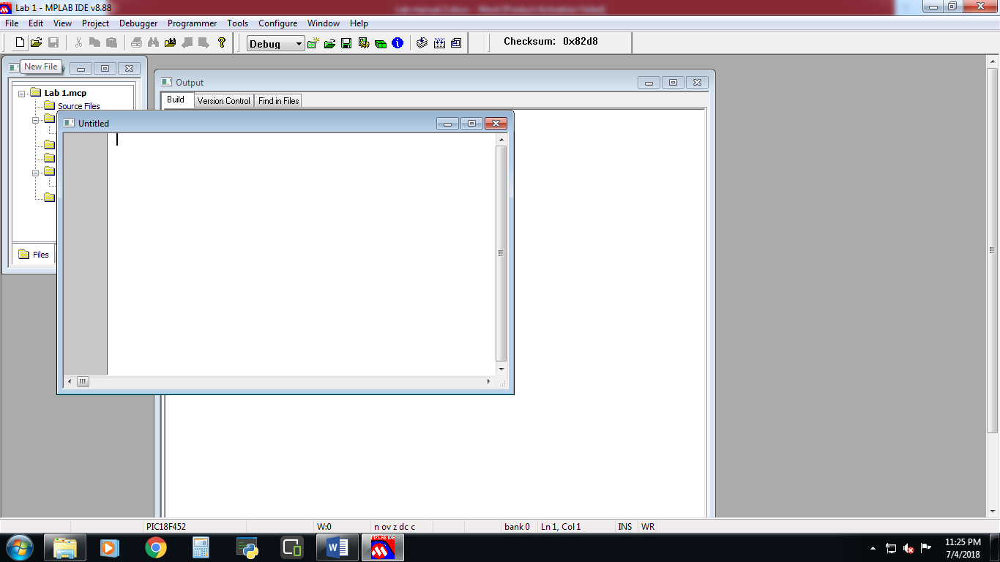 Lab 1 - MPLAB IDE v8.88
File Edit View Project Debugger Programmer Tools Configure Window Help
Debug
Checksum: 0x82d8
New File
Output
Lab 1.mcp
Build Version Control Find in Files
Source Files
Untitled
Files
PIC18F452 W:0 n ov z dc c bank 0 Ln 1, Col 1 INS WR
MPLAB IDE
11:25 PM
7/4/2018